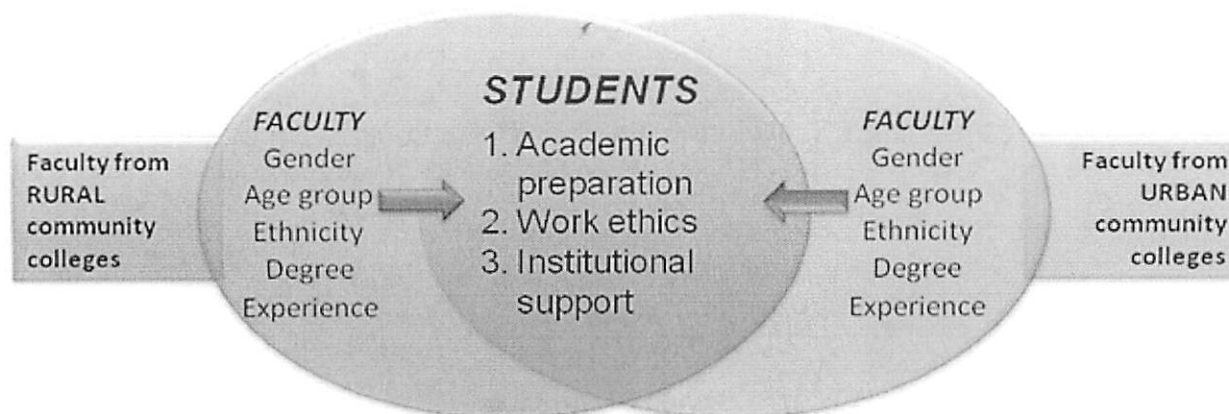 Faculty from
RURAL
community
colleges
FACULTY
Gender
Age group
Ethnicity
Degree
Experience
STUDENTS
1. Academic
preparation
2. Work ethics
3. Institutional
support
FACULTY
Gender
Age group
Ethnicity
Degree
Experience
Faculty from
URBAN
community
colleges